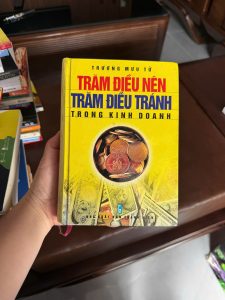 TRƯƠNG MƯU TỬ
TRĂM ĐIỀU NÊN
TRĂM ĐIỀU TRÁNH
TRONG KINH DOANH